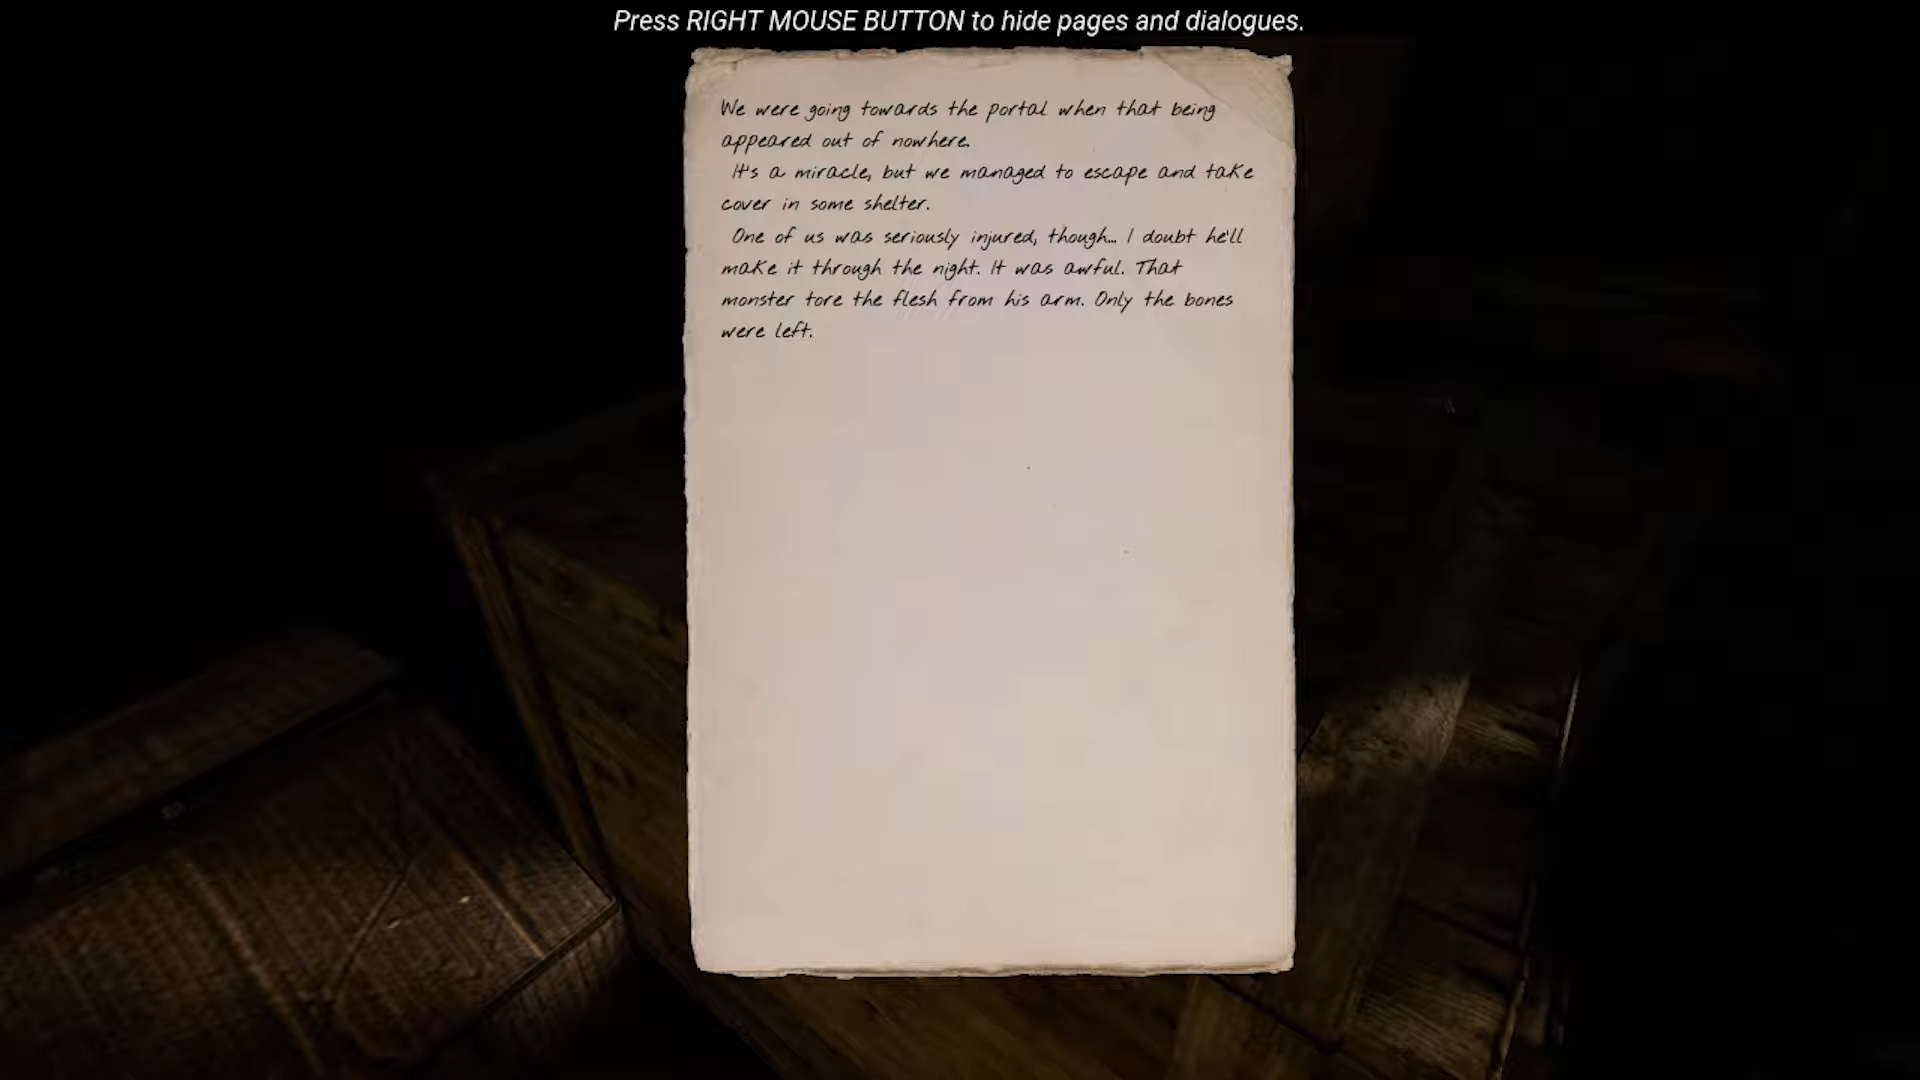 Press RIGHT MOUSE BUTTON to hide pages and dialogues.
We were going towards the portal when that being
appeared out of nowhere.
It's a miracle, but we managed to escape and take
cover in some shelter.
One of us was seriously injured, though... I doubt he'll
make it through the night. It was awful. That
monster tore the flesh from his arm. Only the bones
were left.